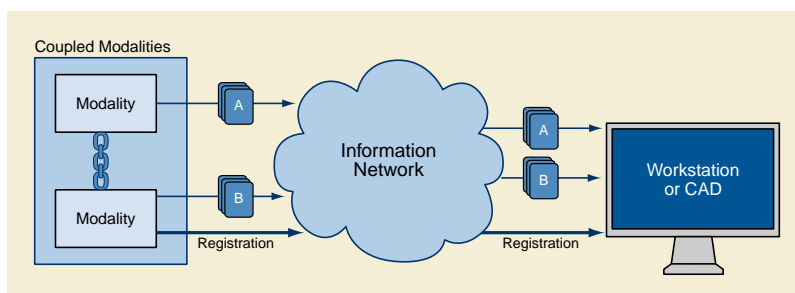 Coupled Modalities
Modality
A
Modality
B
Registration
Information
Network
A
B
Registration
Workstation
or CAD